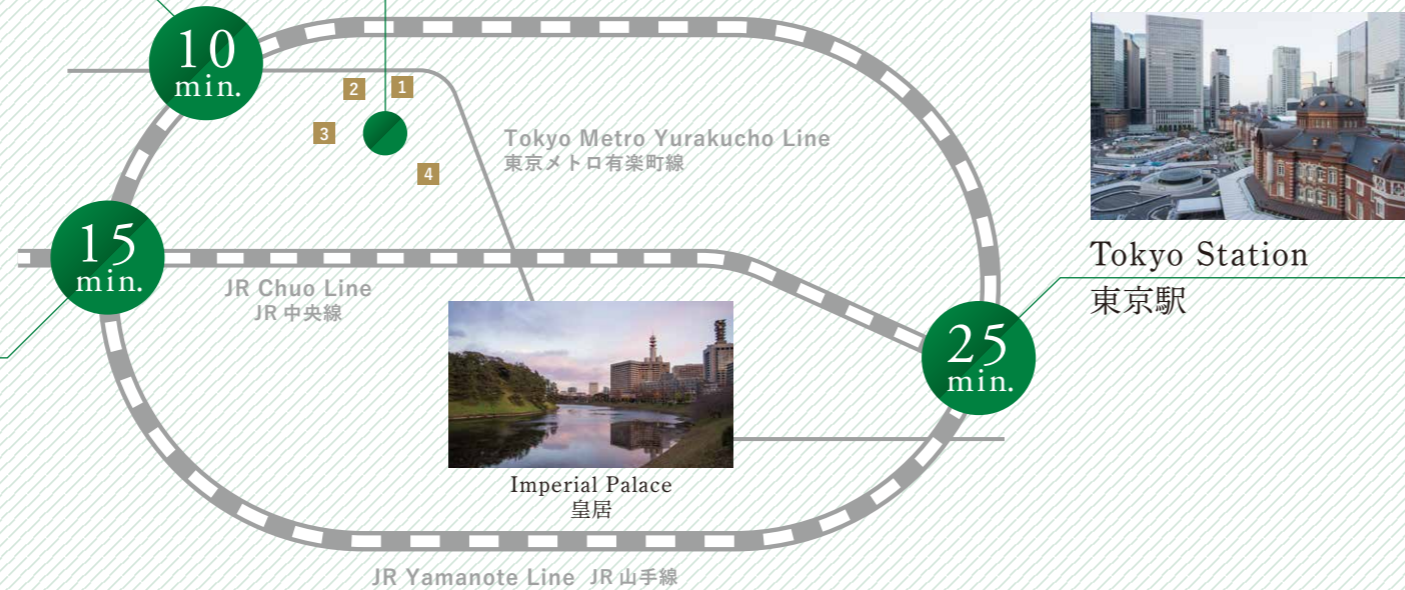 10
min.
2
1
3
4
Tokyo Metro Yurakucho Line
東京メトロ有楽町線
15
min.
JR Chuo Line
JR 中央線
Tokyo Station
東京駅
25
min.
Imperial Palace
皇居
JR Yamanote Line JR 山手線